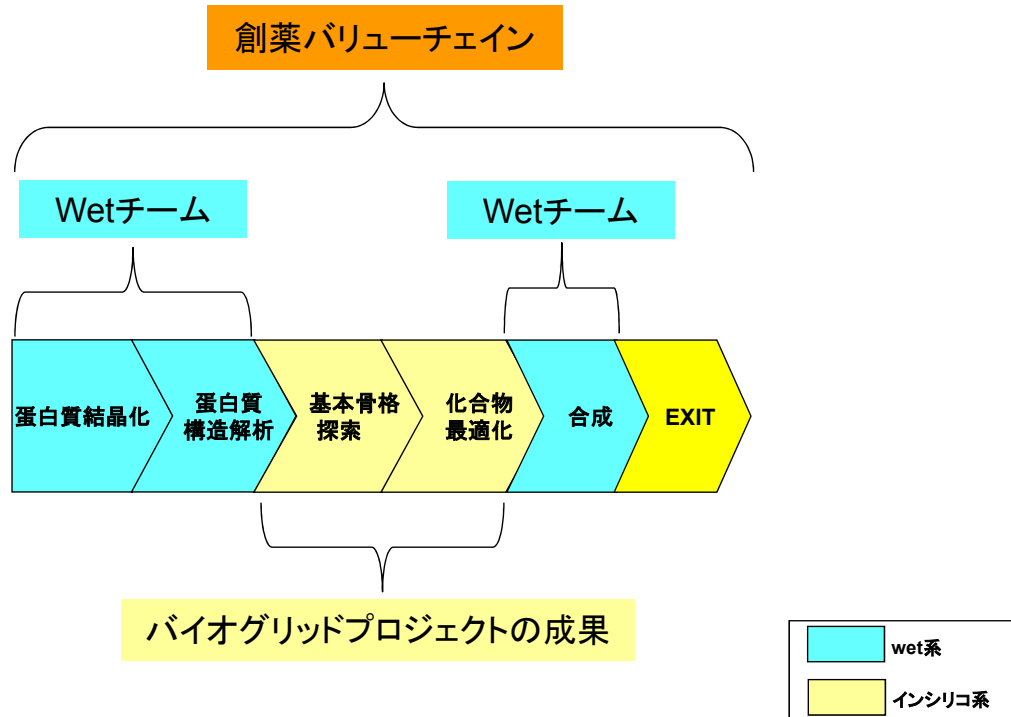 創薬バリューチェイン
Wetチーム
Wetチーム
蛋白質結晶化
蛋白質
構造解析
基本骨格
探索
化合物
最適化
合成
EXIT
バイオグリッドプロジェクトの成果
wet系
インシリコ系